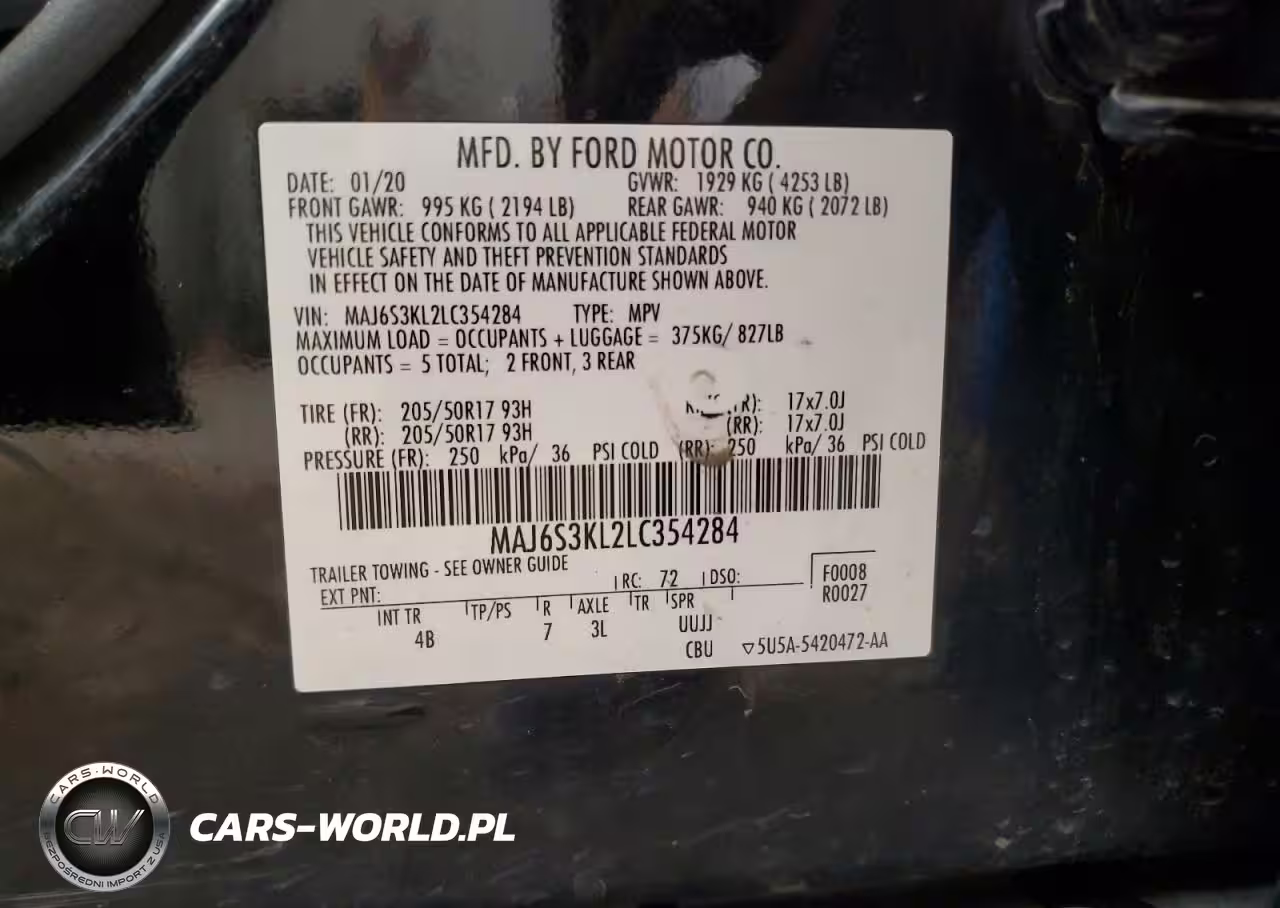 MFD. BY FORD MOTOR CO.
DATE: 01/20 GVWR: 1929 KG ( 4253 LB)
FRONT GAWR: 995 KG ( 2194 LB) REAR GAWR: 940 KG ( 2072 LB)
THIS VEHICLE CONFORMS TO ALL APPLICABLE FEDERAL MOTOR
VEHICLE SAFETY AND THEFT PREVENTION STANDARDS
IN EFFECT ON THE DATE OF MANUFACTURE SHOWN ABOVE.
VIN: MAJ6S3KL2LC354284 TYPE: MPV
MAXIMUM LOAD = OCCUPANTS + LUGGAGE = 375KG/ 827LB
OCCUPANTS = 5 TOTAL; 2 FRONT, 3 REAR
TIRE (FR): 205/50R17 93H 17x7.0J
(RR): 205/50R17 93H (RR): 17x7.0J
PRESSURE (FR): 250 kPa/ 36 PSI COLD (RR): 250 kPa/ 36 PSI COLD
MAJ6S3KL2LC354284
TRAILER TOWING - SEE OWNER GUIDE
EXT PNT: RC: 72 DSO: F0008
R0027
INT TR TP/PS R AXLE TR SPR
4B 7 3L UUJJ
CBU ▽5U5A-5420472-AA
CARS-WORLD
CW
BEZPOŚREDNI IMPORT Z USA
CARS-WORLD.PL